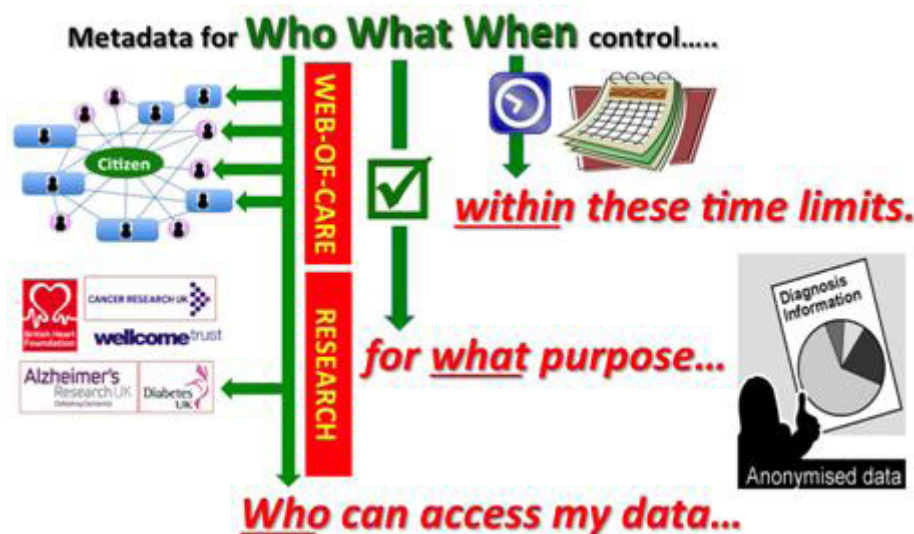 Metadata for Who What When control.....
WEB-OF-CARE
Citizen
within these time limits.
RESEARCH
British Heart
Foundation
CANCER RESEARCH UK
wellcometrust
Alzheimer's
Research UK
Defeating Dementia
Diabetes
UK
for what purpose...
Diagnosis
Information
Anonymised data
Who can access my data...